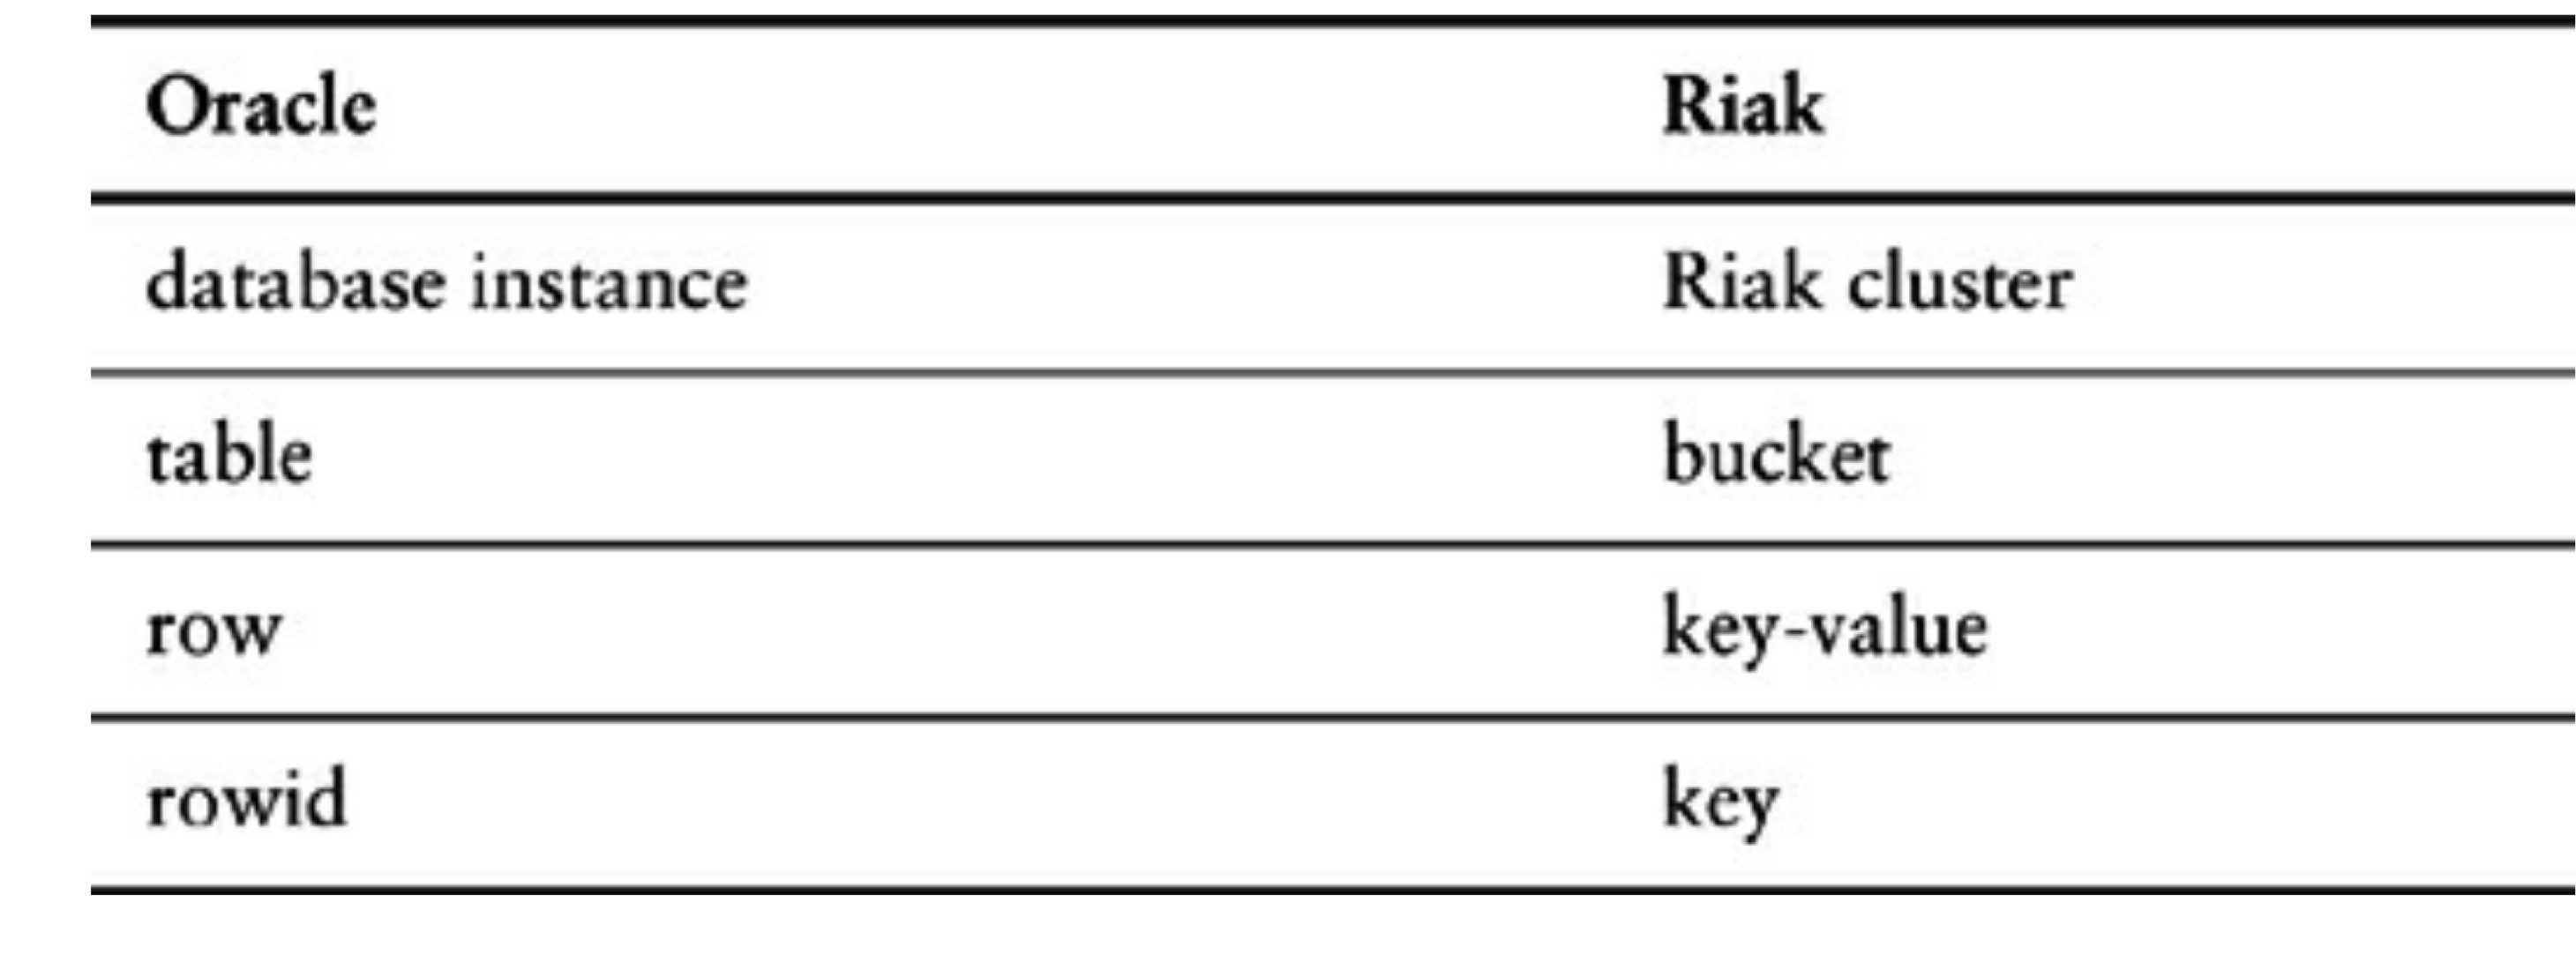 Oracle Riak
database instance Riak cluster
table bucket
row key-value
rowid key